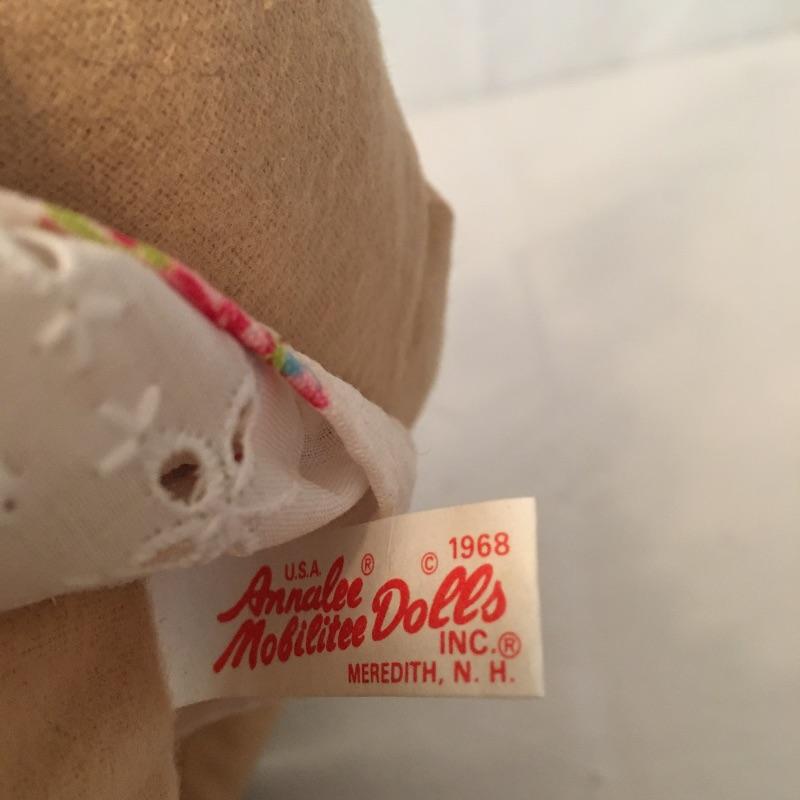 U.S.A. ® © 1968
Annalee Mobilitee Dolls
INC.®
MEREDITH, N. H.